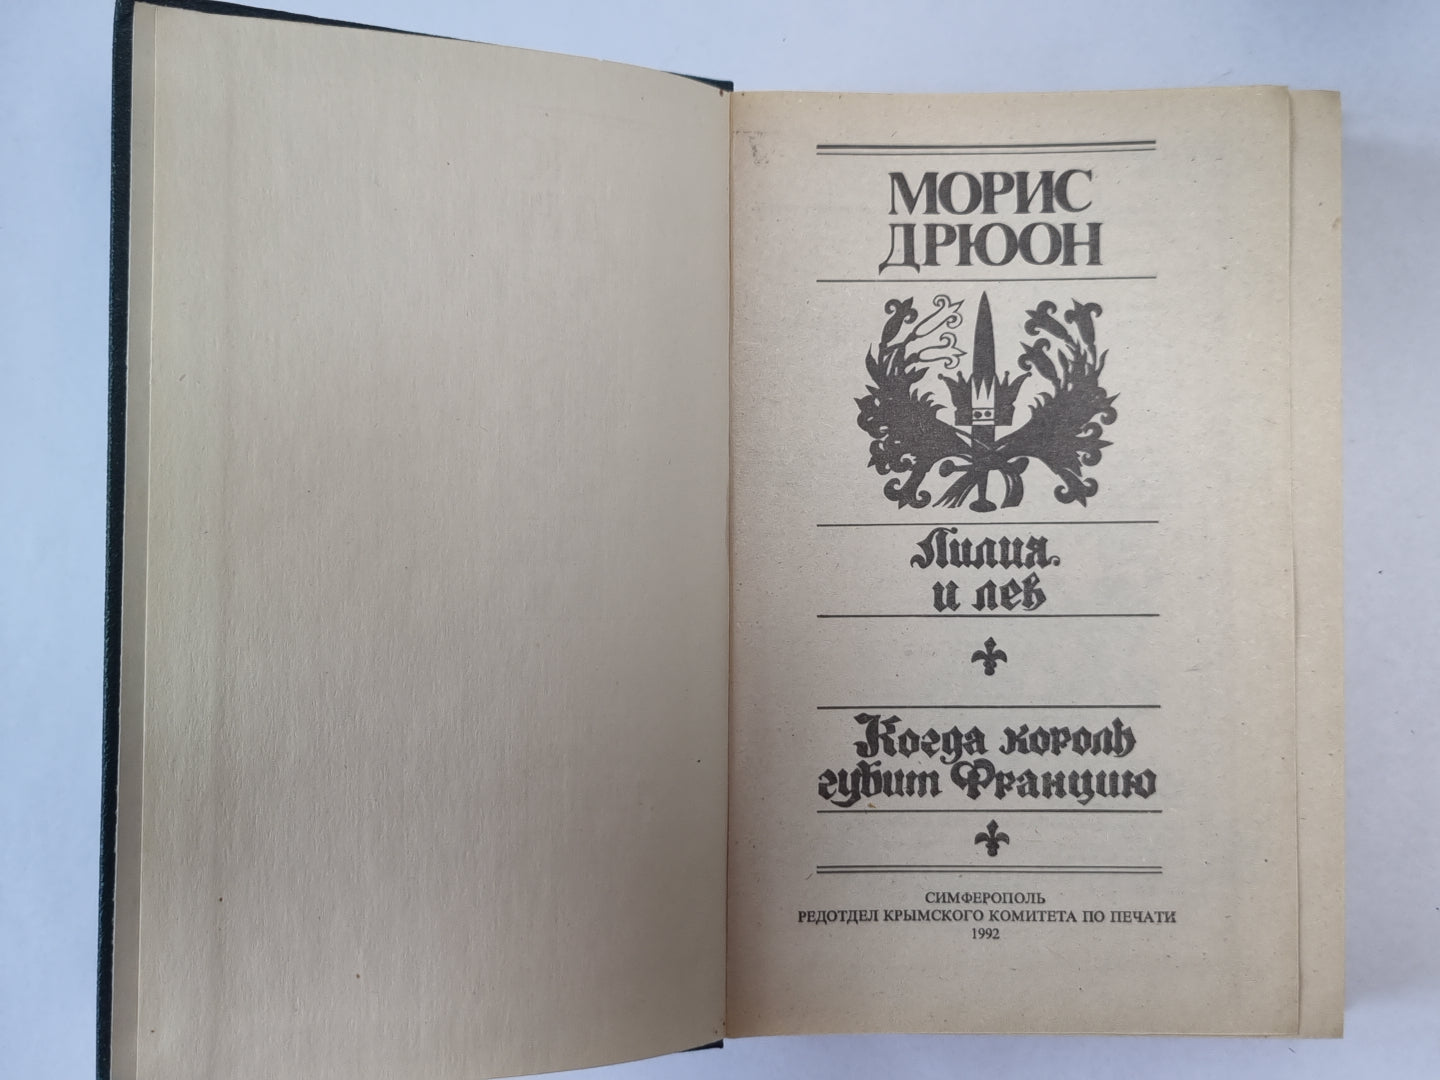 МОРИС
ДРЮОН
Лилия
и лев
Когда король
губит Францию
СИМФЕРОПОЛЬ
РЕДОТДЕЛ КРЫМСКОГО КОМИТЕТА ПО ПЕЧАТИ
1992